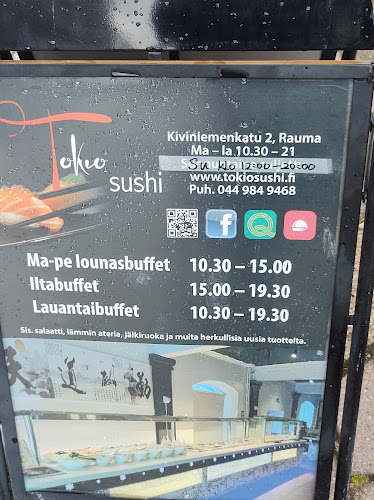 Tokio
sushi
Kiviniemenkatu 2, Rauma
Ma – la 10.30 – 21
Su klo 12:00 - 20:00
www.tokiosushi.fi
Puh. 044 984 9468
Ma-pe lounasbuffet 10.30 – 15.00
Iltabuffet 15.00 – 19.30
Lauantaibuffet 10.30 – 19.30
Sis. salaatti, lämmin ateria, jälkiruoka ja muita herkullisia uusia tuotteita.